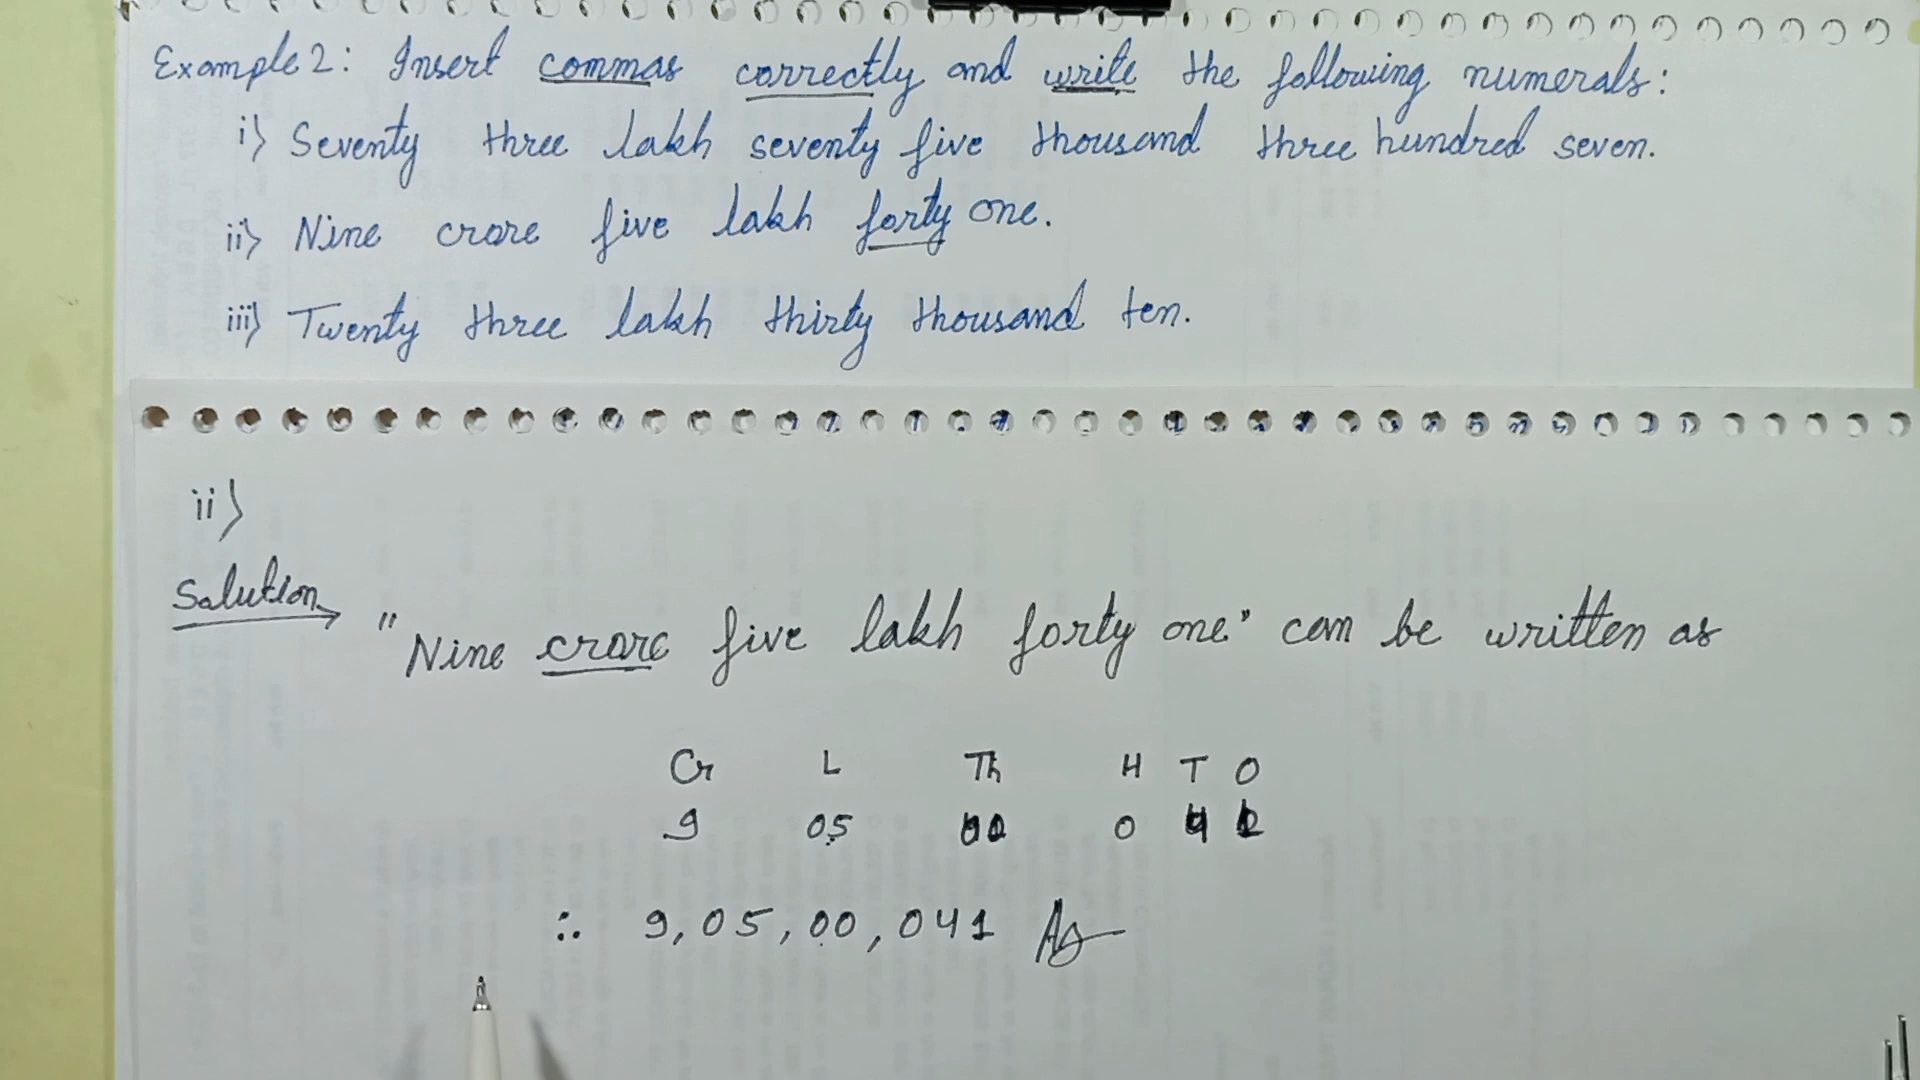 Example 2: Insert commas correctly and write the following numerals:
i) Seventy three lakh seventy five thousand three hundred seven.
ii) Nine crore five lakh forty one.
iii) Twenty three lakh thirty thousand ten.
ii)
Solution
"Nine crore five lakh forty one" can be written as
Cr L Th H T O
9 05 00 0 4 1
∴ 9,05,00,041 Ans